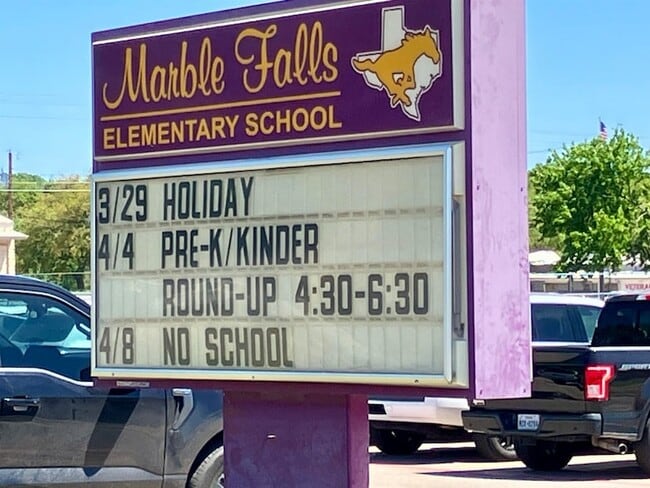 Marble Falls
ELEMENTARY SCHOOL
3/29 HOLIDAY
4/4 PRE-K/KINDER
ROUND-UP 4:30-6:30
4/8 NO SCHOOL